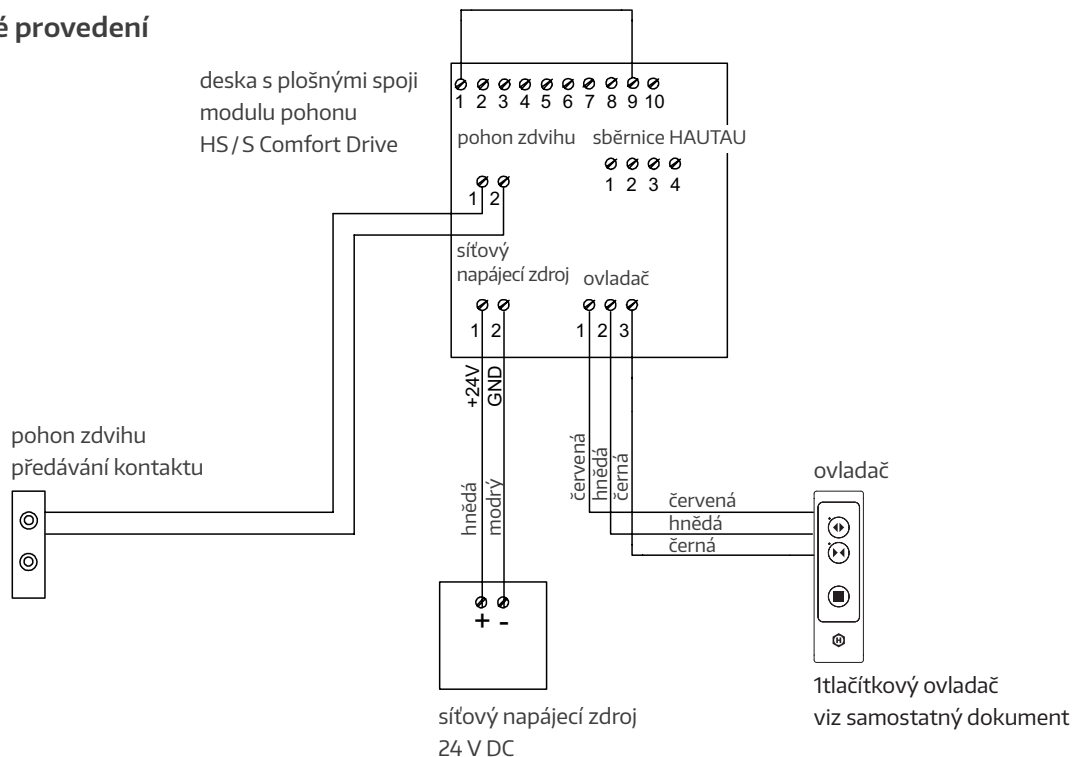 é provedení
deska s plošnými spoji
modulu pohonu
HS/S Comfort Drive
1 2 3 4 5 6 7 8 9 10
pohon zdvihu
sběrnice HAUTAU
1 2 3 4
1 2
síťový
napájecí zdroj
ovladač
1 2
1 2 3
+24V
GND
hnědá
modrý
červená
hnědá
černá
pohon zdvihu
předávání kontaktu
červená
hnědá
černá
ovladač
H
+ -
síťový napájecí zdroj
24 V DC
1tlačítkový ovladač
viz samostatný dokument